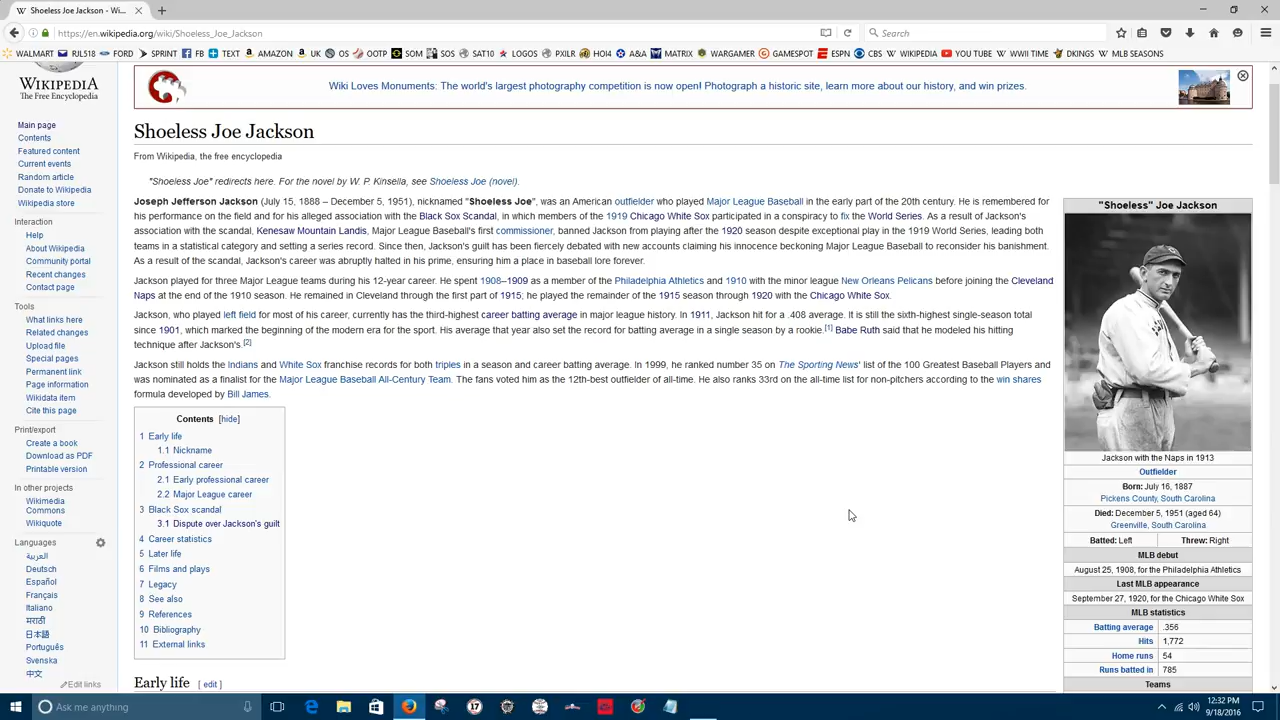 Shoeless Joe Jackson - Wi...
https://en.wikipedia.org/wiki/Shoeless_Joe_Jackson
Search
WALMART RJL518 FORD SPRINT FB TEXT AMAZON UK OS OOTP SOM SOS SAT10 LOGOS PXILR HOI4 A&A MATRIX WARGAMER GAMESPOT ESPN CBS WIKIPEDIA YOU TUBE WWII TIME DKINGS MLB SEASONS
WIKIPEDIA
The Free Encyclopedia
Main page
Contents
Featured content
Current events
Random article
Donate to Wikipedia
Wikipedia store
Interaction
Help
About Wikipedia
Community portal
Recent changes
Contact page
Tools
What links here
Related changes
Upload file
Special pages
Permanent link
Page information
Wikidata item
Cite this page
Print/export
Create a book
Download as PDF
Printable version
In other projects
Wikimedia
Commons
Wikiquote
Languages
العربية
Deutsch
Español
Français
Italiano
मराठी
日本語
Português
Svenska
中文
Edit links
Wiki Loves Monuments: The world's largest photography competition is now open! Photograph a historic site, learn more about our history, and win prizes.
Shoeless Joe Jackson
From Wikipedia, the free encyclopedia
"Shoeless Joe" redirects here. For the novel by W. P. Kinsella, see Shoeless Joe (novel).
Joseph Jefferson Jackson (July 15, 1888 – December 5, 1951), nicknamed "Shoeless Joe", was an American outfielder who played Major League Baseball in the early part of the 20th century. He is remembered for
his performance on the field and for his alleged association with the Black Sox Scandal, in which members of the 1919 Chicago White Sox participated in a conspiracy to fix the World Series. As a result of Jackson's
association with the scandal, Kenesaw Mountain Landis, Major League Baseball's first commissioner, banned Jackson from playing after the 1920 season despite exceptional play in the 1919 World Series, leading both
teams in a statistical category and setting a series record. Since then, Jackson's guilt has been fiercely debated with new accounts claiming his innocence beckoning Major League Baseball to reconsider his banishment.
As a result of the scandal, Jackson's career was abruptly halted in his prime, ensuring him a place in baseball lore forever.
Jackson played for three Major League teams during his 12-year career. He spent 1908–1909 as a member of the Philadelphia Athletics and 1910 with the minor league New Orleans Pelicans before joining the Cleveland
Naps at the end of the 1910 season. He remained in Cleveland through the first part of 1915; he played the remainder of the 1915 season through 1920 with the Chicago White Sox.
Jackson, who played left field for most of his career, currently has the third-highest career batting average in major league history. In 1911, Jackson hit for a .408 average. It is still the sixth-highest single-season total
since 1901, which marked the beginning of the modern era for the sport. His average that year also set the record for batting average in a single season by a rookie.[1] Babe Ruth said that he modeled his hitting
technique after Jackson's.[2]
Jackson still holds the Indians and White Sox franchise records for both triples in a season and career batting average. In 1999, he ranked number 35 on The Sporting News' list of the 100 Greatest Baseball Players and
was nominated as a finalist for the Major League Baseball All-Century Team. The fans voted him as the 12th-best outfielder of all-time. He also ranks 33rd on the all-time list for non-pitchers according to the win shares
formula developed by Bill James.
Contents [hide]
1 Early life
1.1 Nickname
2 Professional career
2.1 Early professional career
2.2 Major League career
3 Black Sox scandal
3.1 Dispute over Jackson's guilt
4 Career statistics
5 Later life
6 Films and plays
7 Legacy
8 See also
9 References
10 Bibliography
11 External links
Early life [ edit ]
"Shoeless" Joe Jackson
Jackson with the Naps in 1913
Outfielder
Born: July 16, 1887
Pickens County, South Carolina
Died: December 5, 1951 (aged 64)
Greenville, South Carolina
Batted: Left Threw: Right
MLB debut
August 25, 1908, for the Philadelphia Athletics
Last MLB appearance
September 27, 1920, for the Chicago White Sox
MLB statistics
Batting average .356
Hits 1,772
Home runs 54
Runs batted in 785
Teams
Ask me anything
17
12:32 PM
9/18/2016